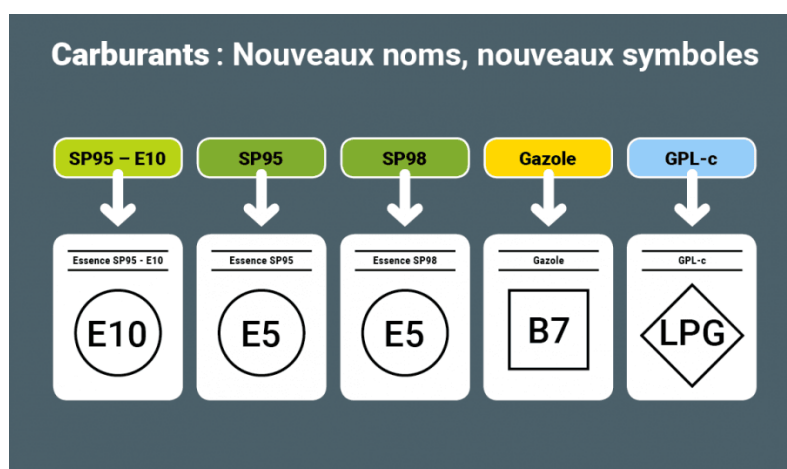 Carburants : Nouveaux noms, nouveaux symboles
SP95 – E10
SP95
SP98
Gazole
GPL-c
Essence SP95 - E10
Essence SP95
Essence SP98
Gazole
GPL-c
E10
E5
E5
B7
LPG